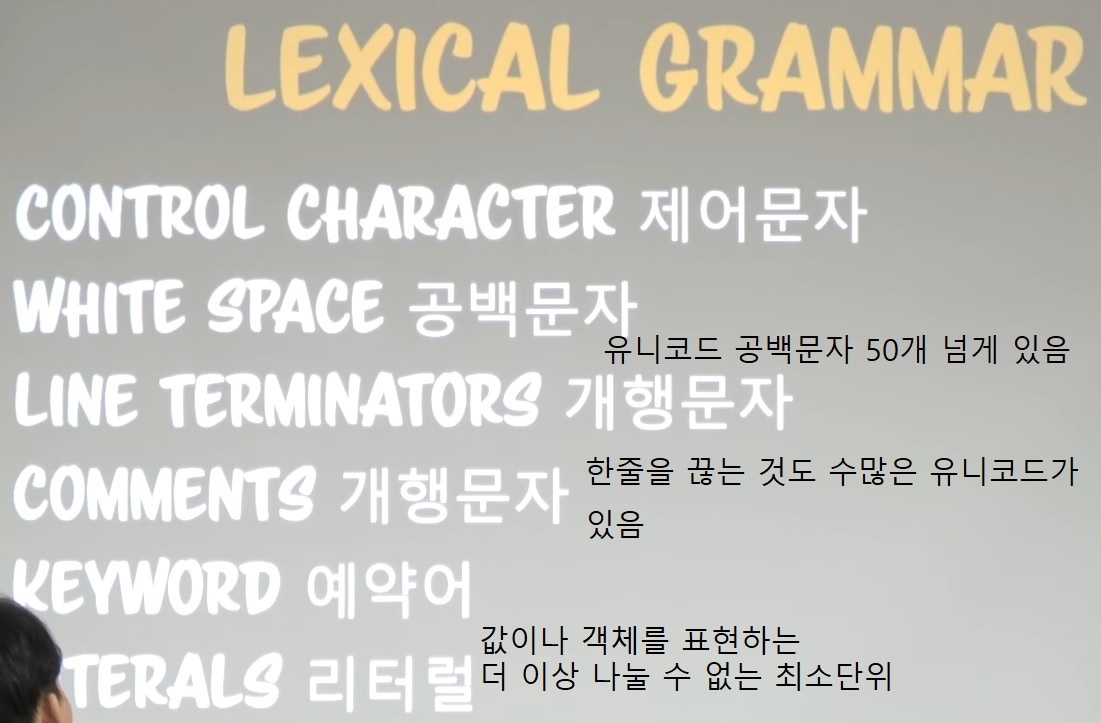 LEXICAL GRAMMAR
CONTROL CHARACTER 제어문자
WHITE SPACE 공백문자
유니코드 공백문자 50개 넘게 있음
LINE TERMINATORS 개행문자
한줄을 끊는 것도 수많은 유니코드가
있음
COMMENTS 개행문자
KEYWORD 예약어
값이나 객체를 표현하는
더 이상 나눌 수 없는 최소단위
TERALS 리터럴